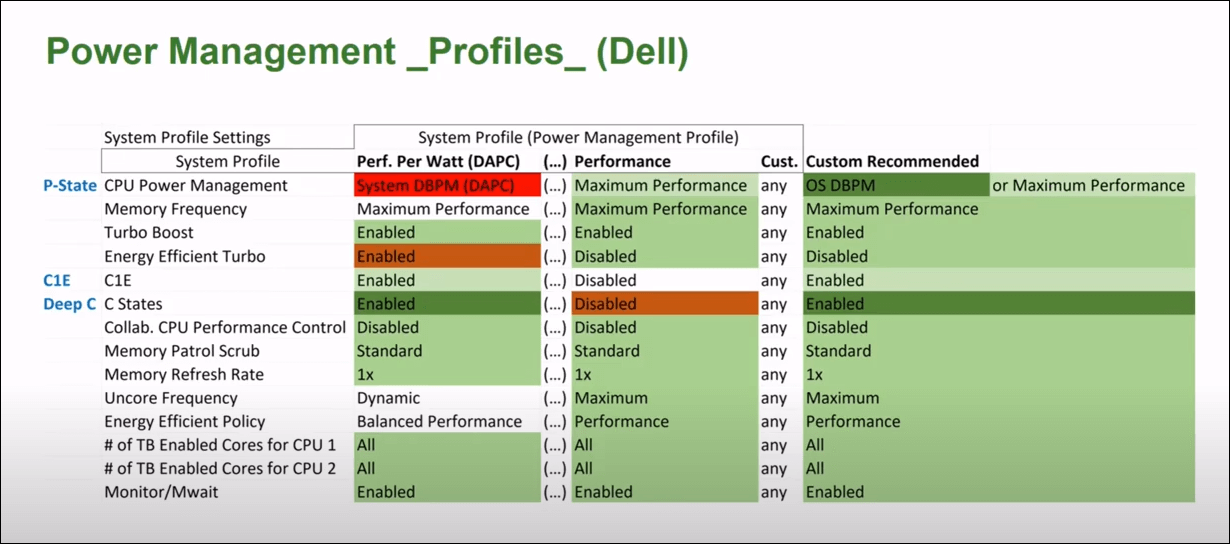 Power Management _Profiles_ (Dell)
System Profile Settings System Profile (Power Management Profile)
System Profile Perf. Per Watt (DAPC) (...) Performance Cust. Custom Recommended
P-State CPU Power Management System DBPM (DAPC) (...) Maximum Performance any OS DBPM or Maximum Performance
Memory Frequency Maximum Performance (...) Maximum Performance any Maximum Performance
Turbo Boost Enabled (...) Enabled any Enabled
Energy Efficient Turbo Enabled (...) Disabled any Disabled
C1E C1E Enabled (...) Disabled any Enabled
Deep C C States Enabled (...) Disabled any Enabled
Collab. CPU Performance Control Disabled (...) Disabled any Disabled
Memory Patrol Scrub Standard (...) Standard any Standard
Memory Refresh Rate 1x (...) 1x any 1x
Uncore Frequency Dynamic (...) Maximum any Maximum
Energy Efficient Policy Balanced Performance (...) Performance any Performance
# of TB Enabled Cores for CPU 1 All (...) All any All
# of TB Enabled Cores for CPU 2 All (...) All any All
Monitor/Mwait Enabled (...) Enabled any Enabled